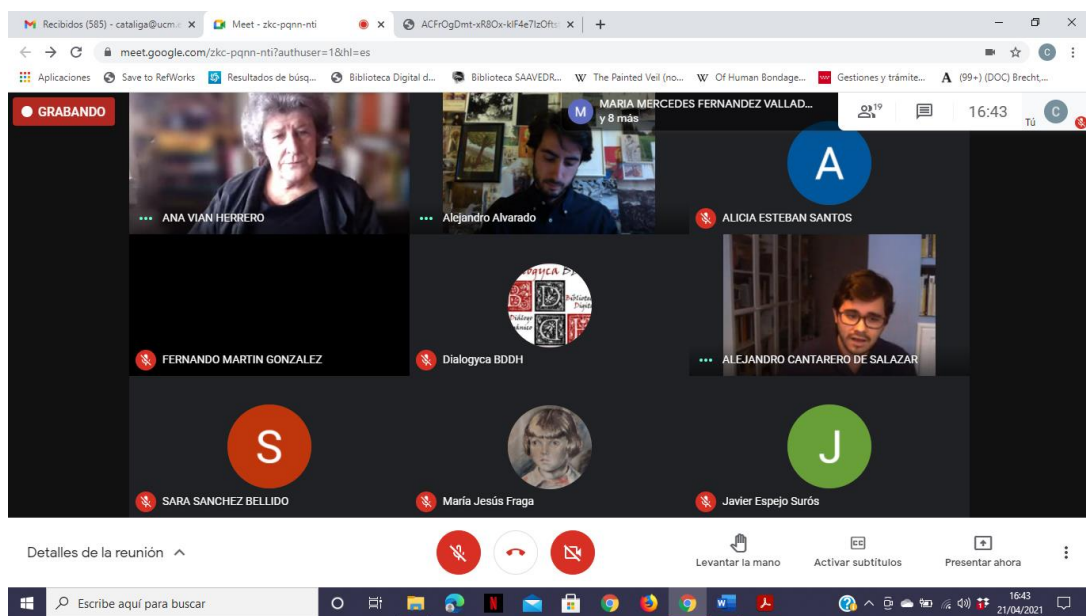 Recibidos (585) - cataliga@ucm.e
Meet - zkc-pqnn-nti
ACFrOgDmt-xR8Ox-kIF4e7IzOfts
meet.google.com/zkc-pqnn-nti?authuser=1&hl=es
Aplicaciones
Save to RefWorks
Resultados de búsq...
Biblioteca Digital d...
Biblioteca SAAVEDR...
The Painted Veil (no...
Of Human Bondage...
Gestiones y trámite...
(99+) (DOC) Brecht,...
GRABANDO
M
MARIA MERCEDES FERNANDEZ VALLAD...
y 8 más
19
16:43
Tú
C
ANA VIAN HERRERO
Alejandro Alvarado
A
ALICIA ESTEBAN SANTOS
FERNANDO MARTIN GONZALEZ
Dialogyca BDDH
ALEJANDRO CANTARERO DE SALAZAR
S
SARA SANCHEZ BELLIDO
María Jesús Fraga
J
Javier Espejo Surós
Detalles de la reunión
Levantar la mano
Activar subtítulos
Presentar ahora
Escribe aquí para buscar
16:43
21/04/2021